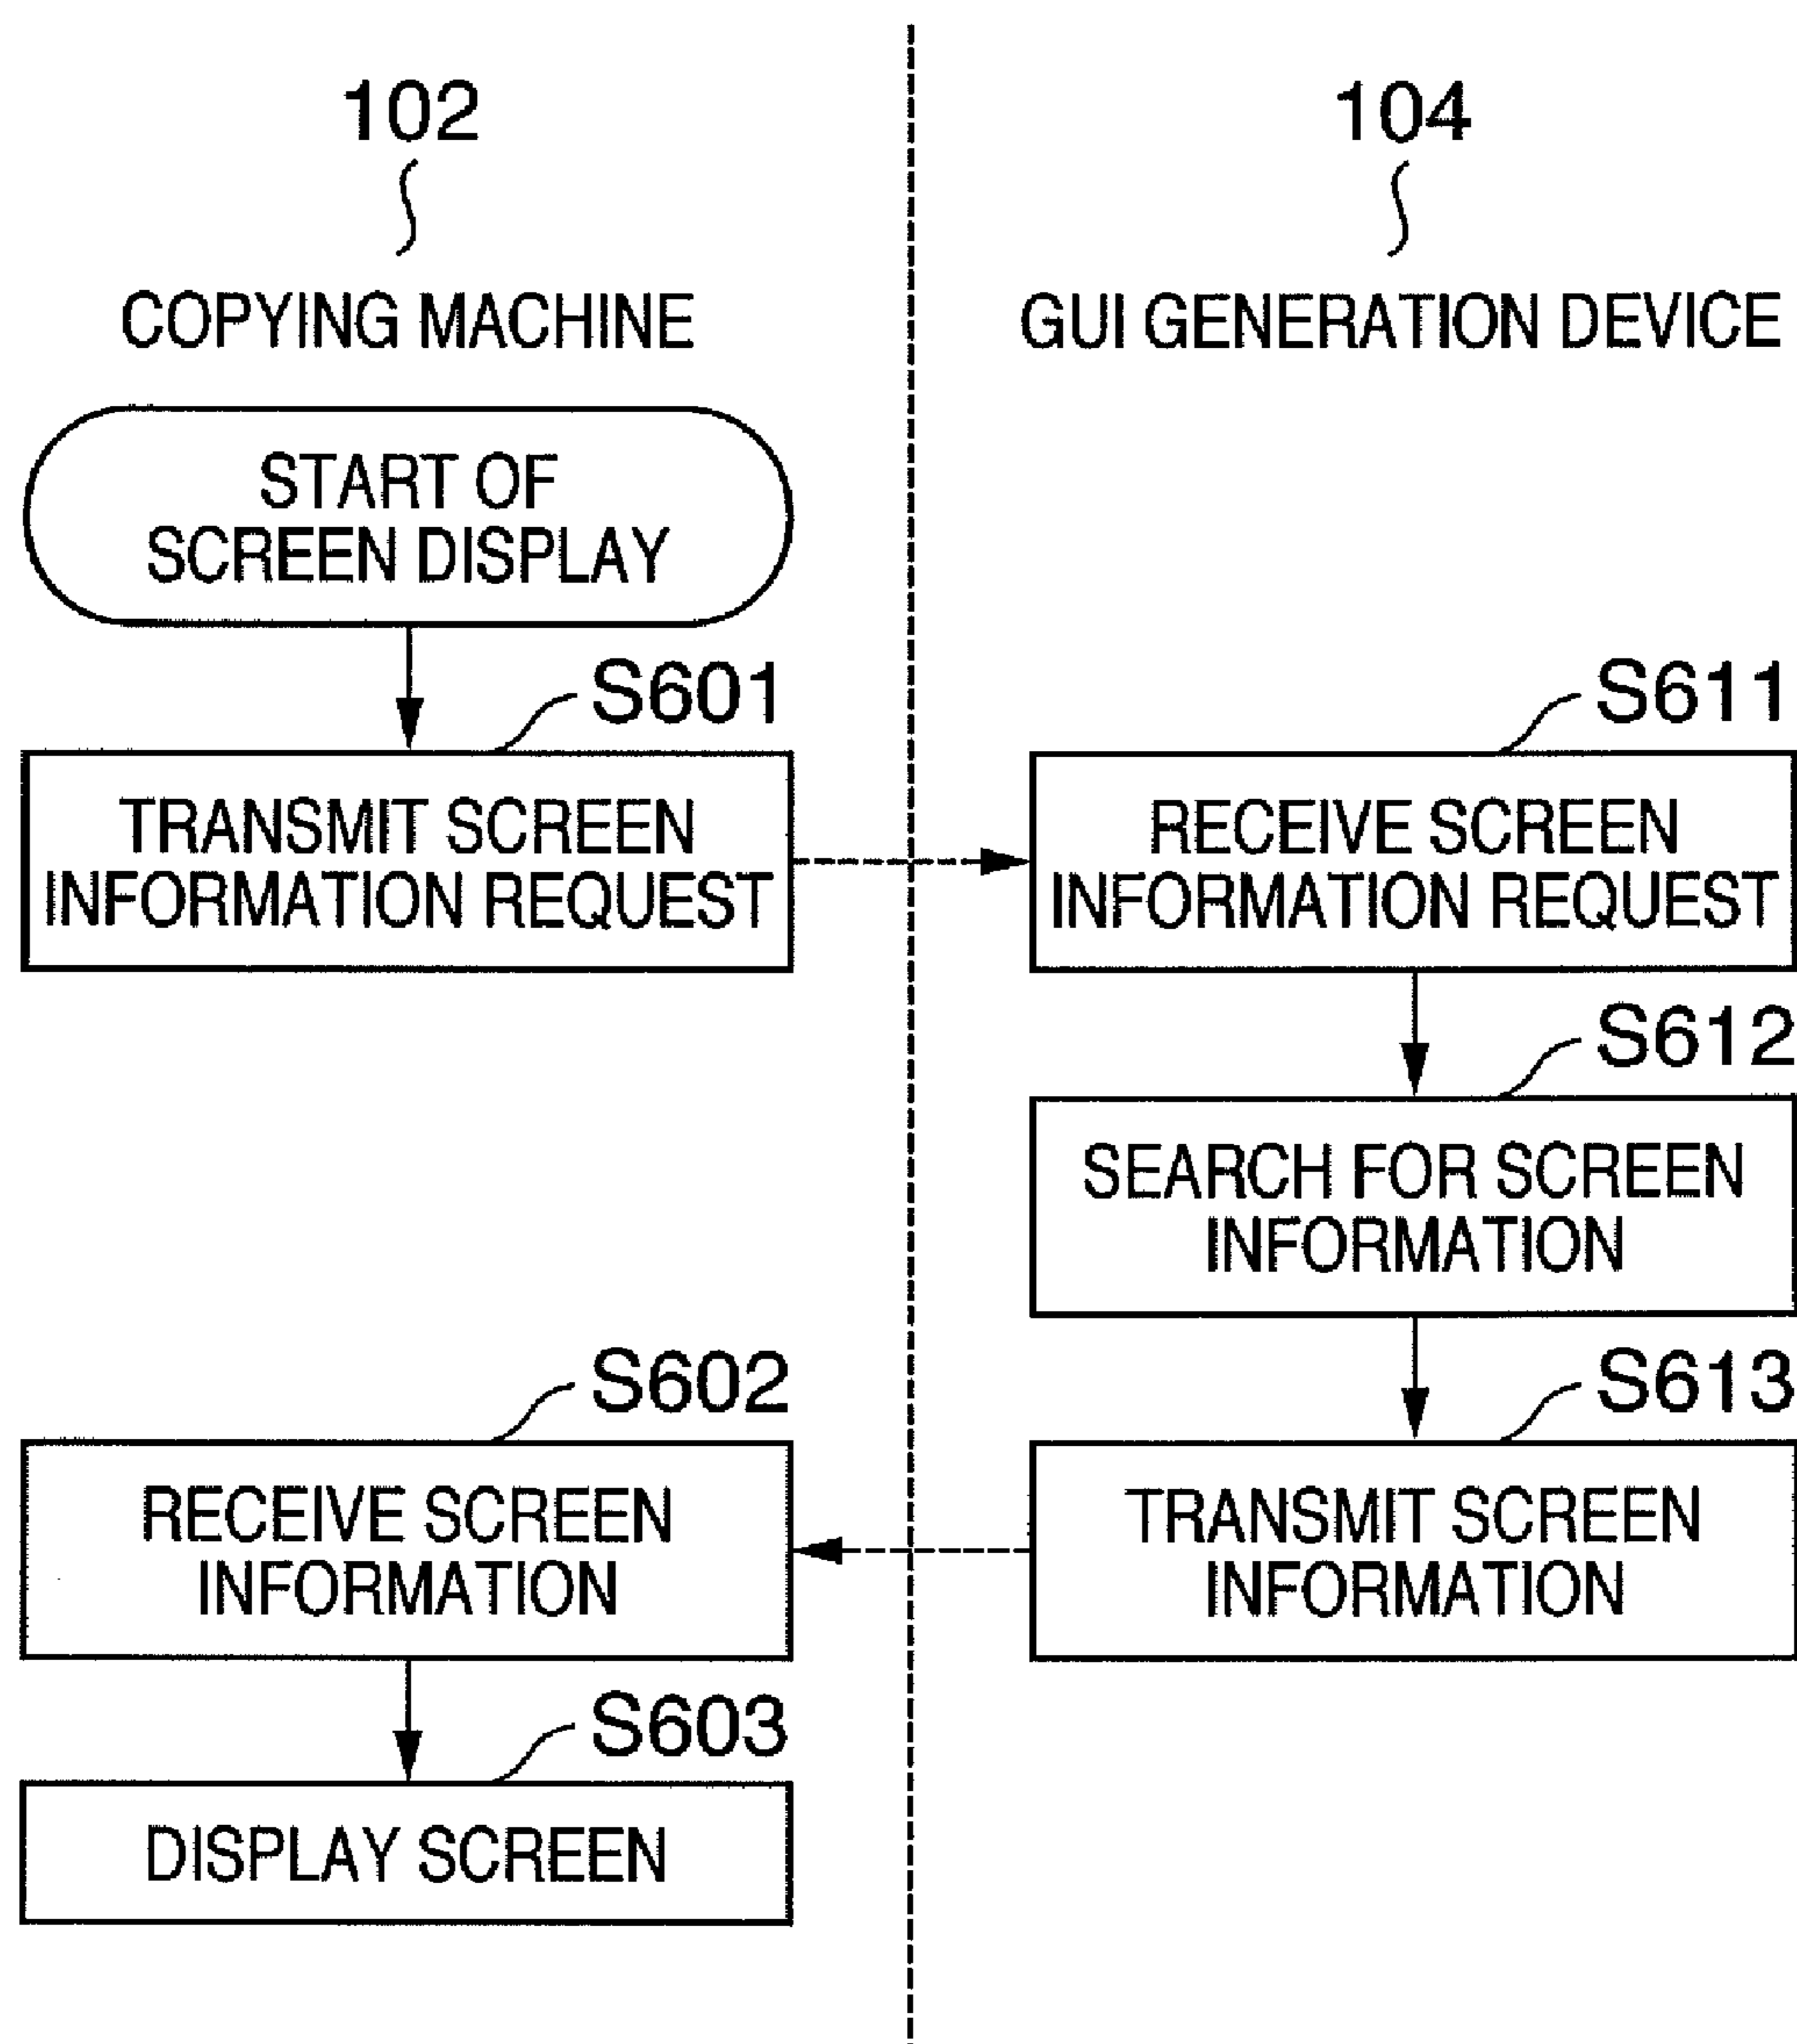 102
104
COPYING MACHINE
GUI GENERATION DEVICE
START OF
SCREEN DISPLAY
S601
TRANSMIT SCREEN
INFORMATION REQUEST
S611
RECEIVE SCREEN
INFORMATION REQUEST
S612
SEARCH FOR SCREEN
INFORMATION
S613
TRANSMIT SCREEN
INFORMATION
S602
RECEIVE SCREEN
INFORMATION
S603
DISPLAY SCREEN